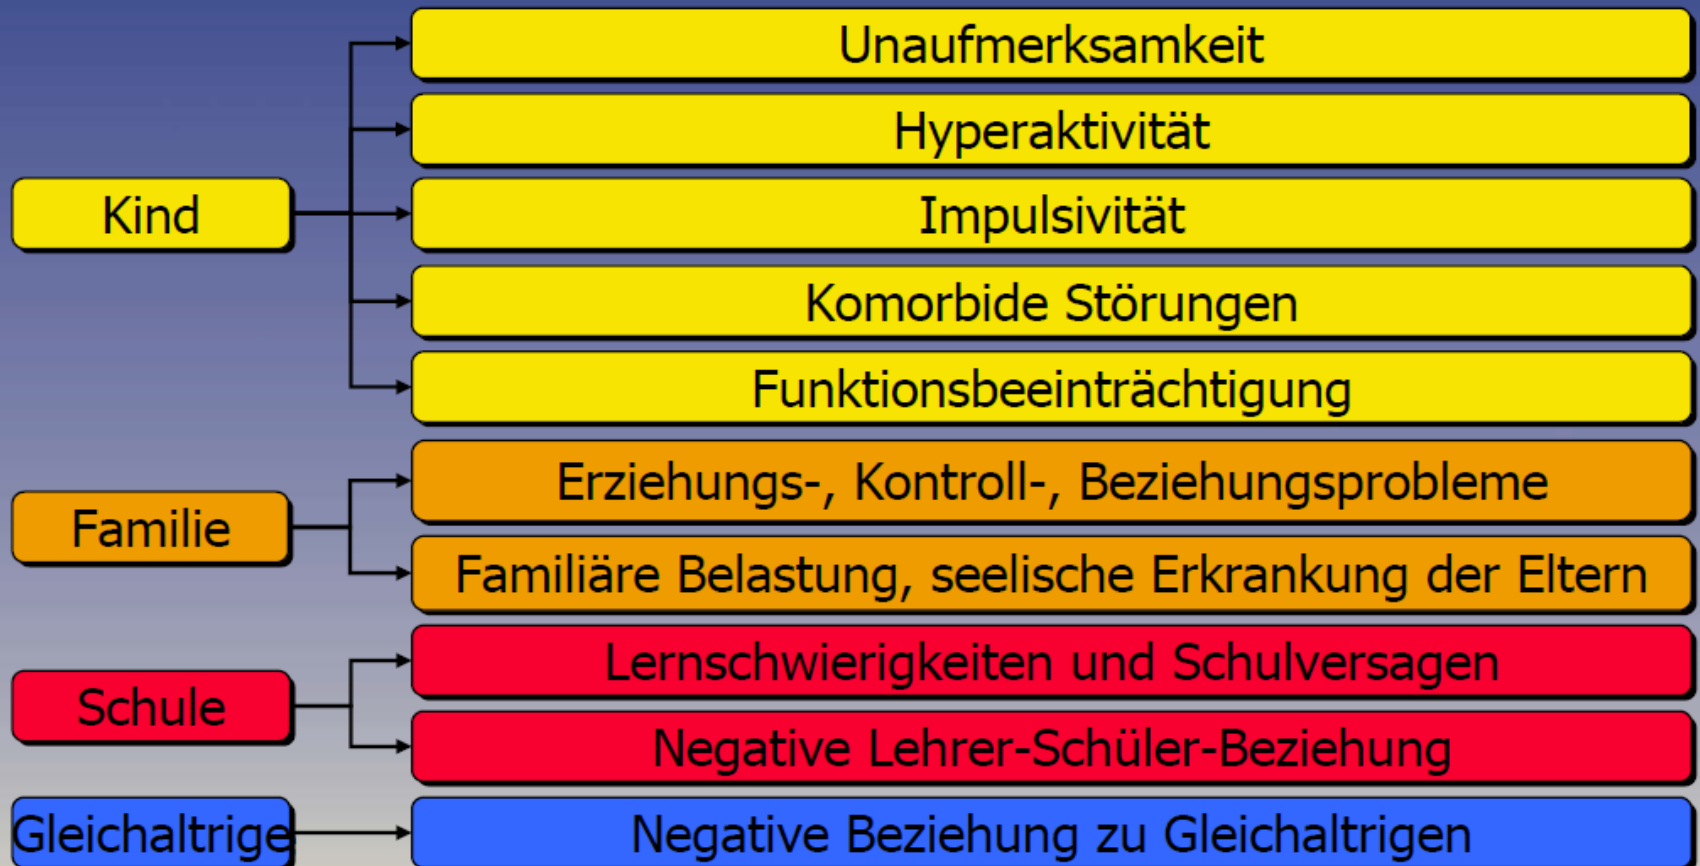 Unaufmerksamkeit
Hyperaktivität
Kind
Impulsivität
Komorbide Störungen
Funktionsbeeinträchtigung
Erziehungs-, Kontroll-, Beziehungsprobleme
Familie
Familiäre Belastung, seelische Erkrankung der Eltern
Lernschwierigkeiten und Schulversagen
Schule
Negative Lehrer-Schüler-Beziehung
Gleichaltrige
Negative Beziehung zu Gleichaltrigen